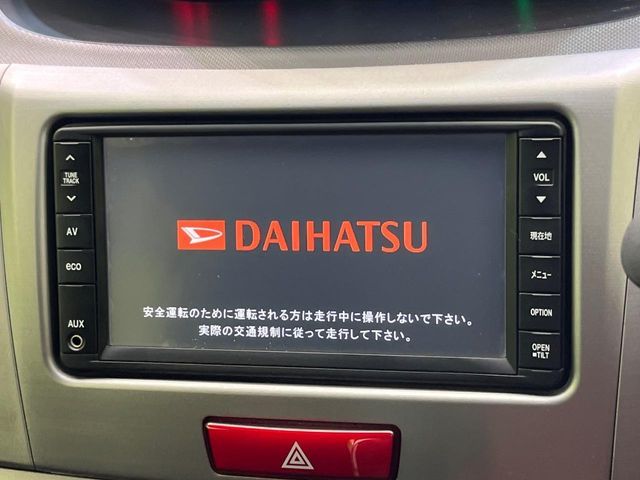 TUNE
TRACK
AV
eco
AUX
DAIHATSU
安全運転のために運転される方は走行中に操作しないで下さい。
実際の交通規制に従って走行して下さい。
VOL
現在地
メニュー
OPTION
OPEN
TILT